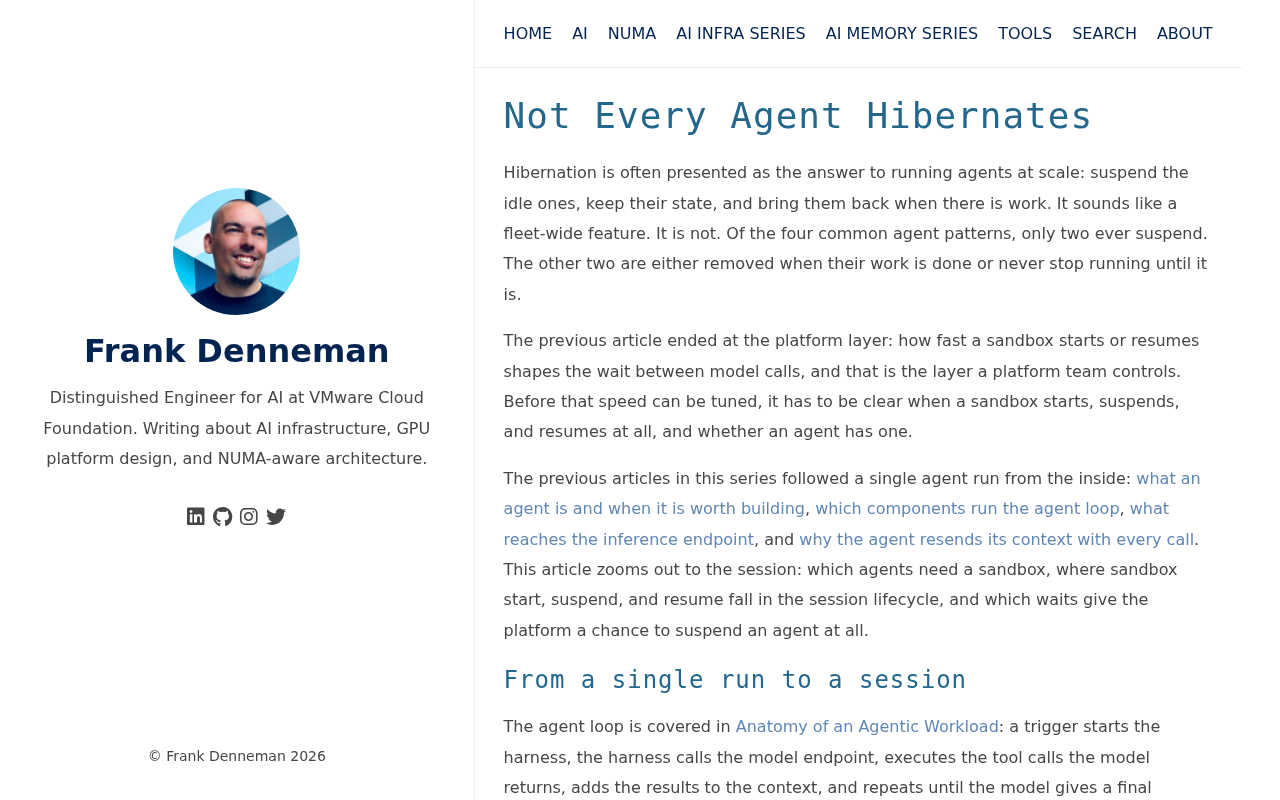 HOME AI NUMA AI INFRA SERIES AI MEMORY SERIES TOOLS SEARCH ABOUT
Frank Denneman
Distinguished Engineer for AI at VMware Cloud
Foundation. Writing about AI infrastructure, GPU
platform design, and NUMA-aware architecture.
© Frank Denneman 2026
Not Every Agent Hibernates
Hibernation is often presented as the answer to running agents at scale: suspend the
idle ones, keep their state, and bring them back when there is work. It sounds like a
fleet-wide feature. It is not. Of the four common agent patterns, only two ever suspend.
The other two are either removed when their work is done or never stop running until it
is.
The previous article ended at the platform layer: how fast a sandbox starts or resumes
shapes the wait between model calls, and that is the layer a platform team controls.
Before that speed can be tuned, it has to be clear when a sandbox starts, suspends,
and resumes at all, and whether an agent has one.
The previous articles in this series followed a single agent run from the inside: what an
agent is and when it is worth building, which components run the agent loop, what
reaches the inference endpoint, and why the agent resends its context with every call.
This article zooms out to the session: which agents need a sandbox, where sandbox
start, suspend, and resume fall in the session lifecycle, and which waits give the
platform a chance to suspend an agent at all.
From a single run to a session
The agent loop is covered in Anatomy of an Agentic Workload: a trigger starts the
harness, the harness calls the model endpoint, executes the tool calls the model
returns, adds the results to the context, and repeats until the model gives a final